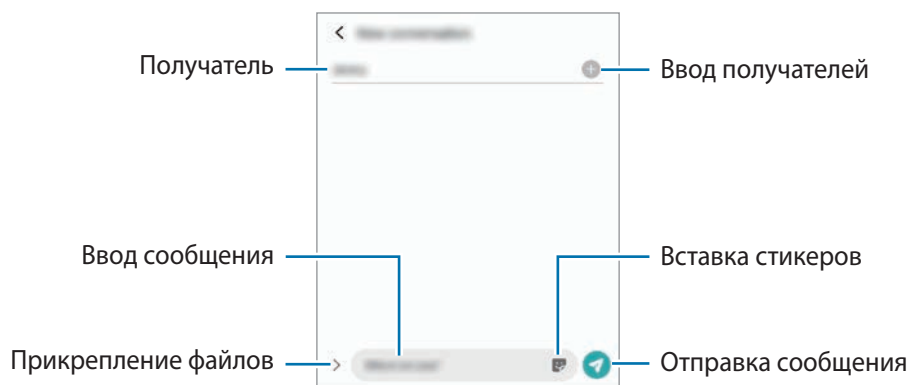 Получатель
Ввод получателей
Ввод сообщения
Вставка стикеров
Прикрепление файлов
Отправка сообщения